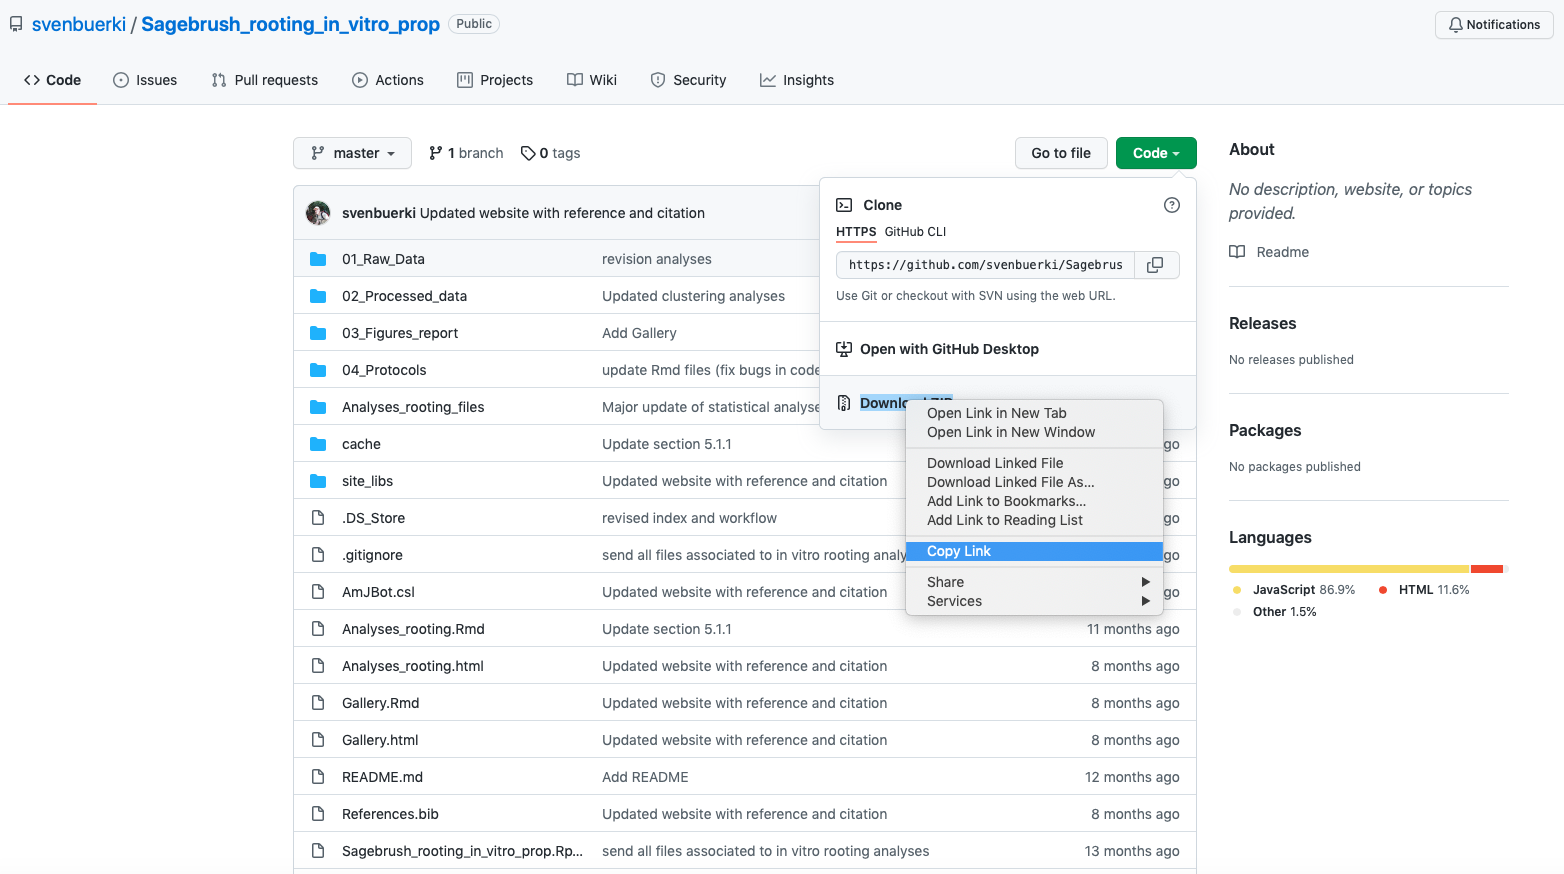 svenbuerki / Sagebrush_rooting_in_vitro_prop Public Notifications
Code Issues Pull requests Actions Projects Wiki Security Insights
master 1 branch 0 tags Go to file Code
svenbuerki Updated website with reference and citation
01_Raw_Data revision analyses
02_Processed_data Updated clustering analyses
03_Figures_report Add Gallery
04_Protocols update Rmd files (fix bugs in code
Analyses_rooting_files Major update of statistical analyse
cache Update section 5.1.1 go
site_libs Updated website with reference and citation go
.DS_Store revised index and workflow go
.gitignore send all files associated to in vitro rooting analy go
AmJBot.csl Updated website with reference and citation go
Analyses_rooting.Rmd Update section 5.1.1 11 months ago
Analyses_rooting.html Updated website with reference and citation 8 months ago
Gallery.Rmd Updated website with reference and citation 8 months ago
Gallery.html Updated website with reference and citation 8 months ago
README.md Add README 12 months ago
References.bib Updated website with reference and citation 8 months ago
Sagebrush_rooting_in_vitro_prop.Rp... send all files associated to in vitro rooting analyses 13 months ago
Clone
HTTPS GitHub CLI
https://github.com/svenbuerki/Sagebrus
Use Git or checkout with SVN using the web URL.
Open with GitHub Desktop
Download ZIP
Open Link in New Tab
Open Link in New Window
Download Linked File
Download Linked File As...
Add Link to Bookmarks...
Add Link to Reading List
Copy Link
Share
Services
About
No description, website, or topics
provided.
Readme
Releases
No releases published
Packages
No packages published
Languages
JavaScript 86.9% HTML 11.6%
Other 1.5%